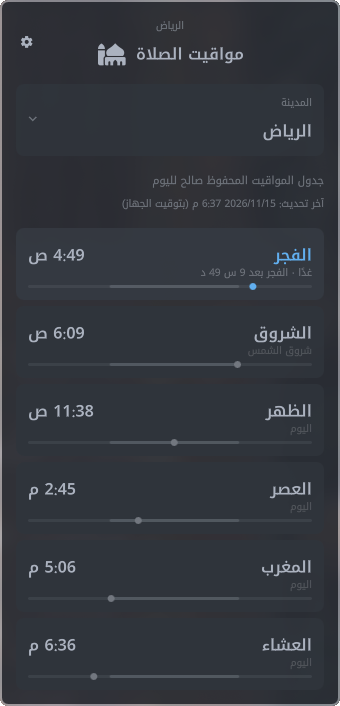 الرياض
مواقيت الصلاة
المدينة
الرياض
جدول المواقيت المحفوظ صالح لليوم
آخر تحديث: 2026/11/15 6:37 م (بتوقيت الجهاز)
الفجر 4:49 ص
غدًا - الفجر بعد 9 س 49 د
الشروق 6:09 ص
شروق الشمس
الظهر 11:38 ص
اليوم
العصر 2:45 م
اليوم
المغرب 5:06 م
اليوم
العشاء 6:36 م
اليوم